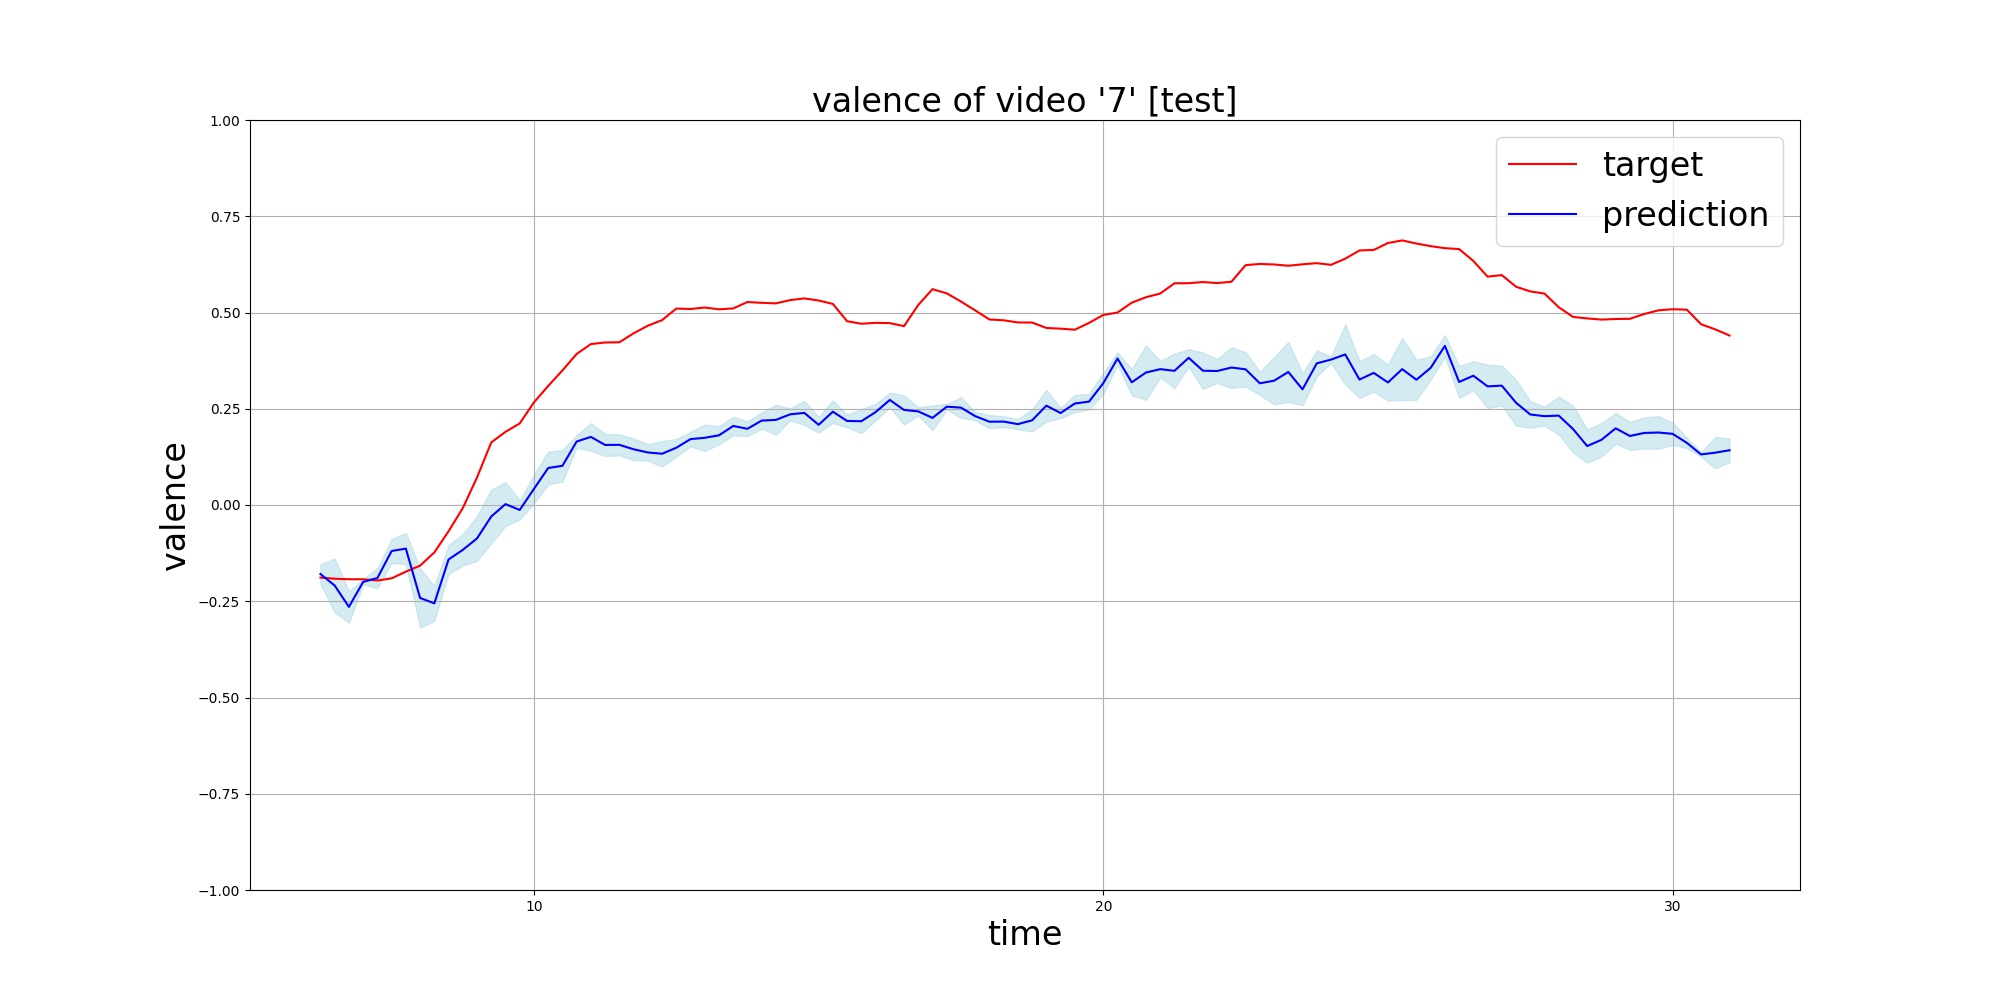 valence of video '7' [test]
1.00
0.75
0.50
0.25
0.00
−0.25
−0.50
−0.75
−1.00
valence
target
prediction
10 20 30
time